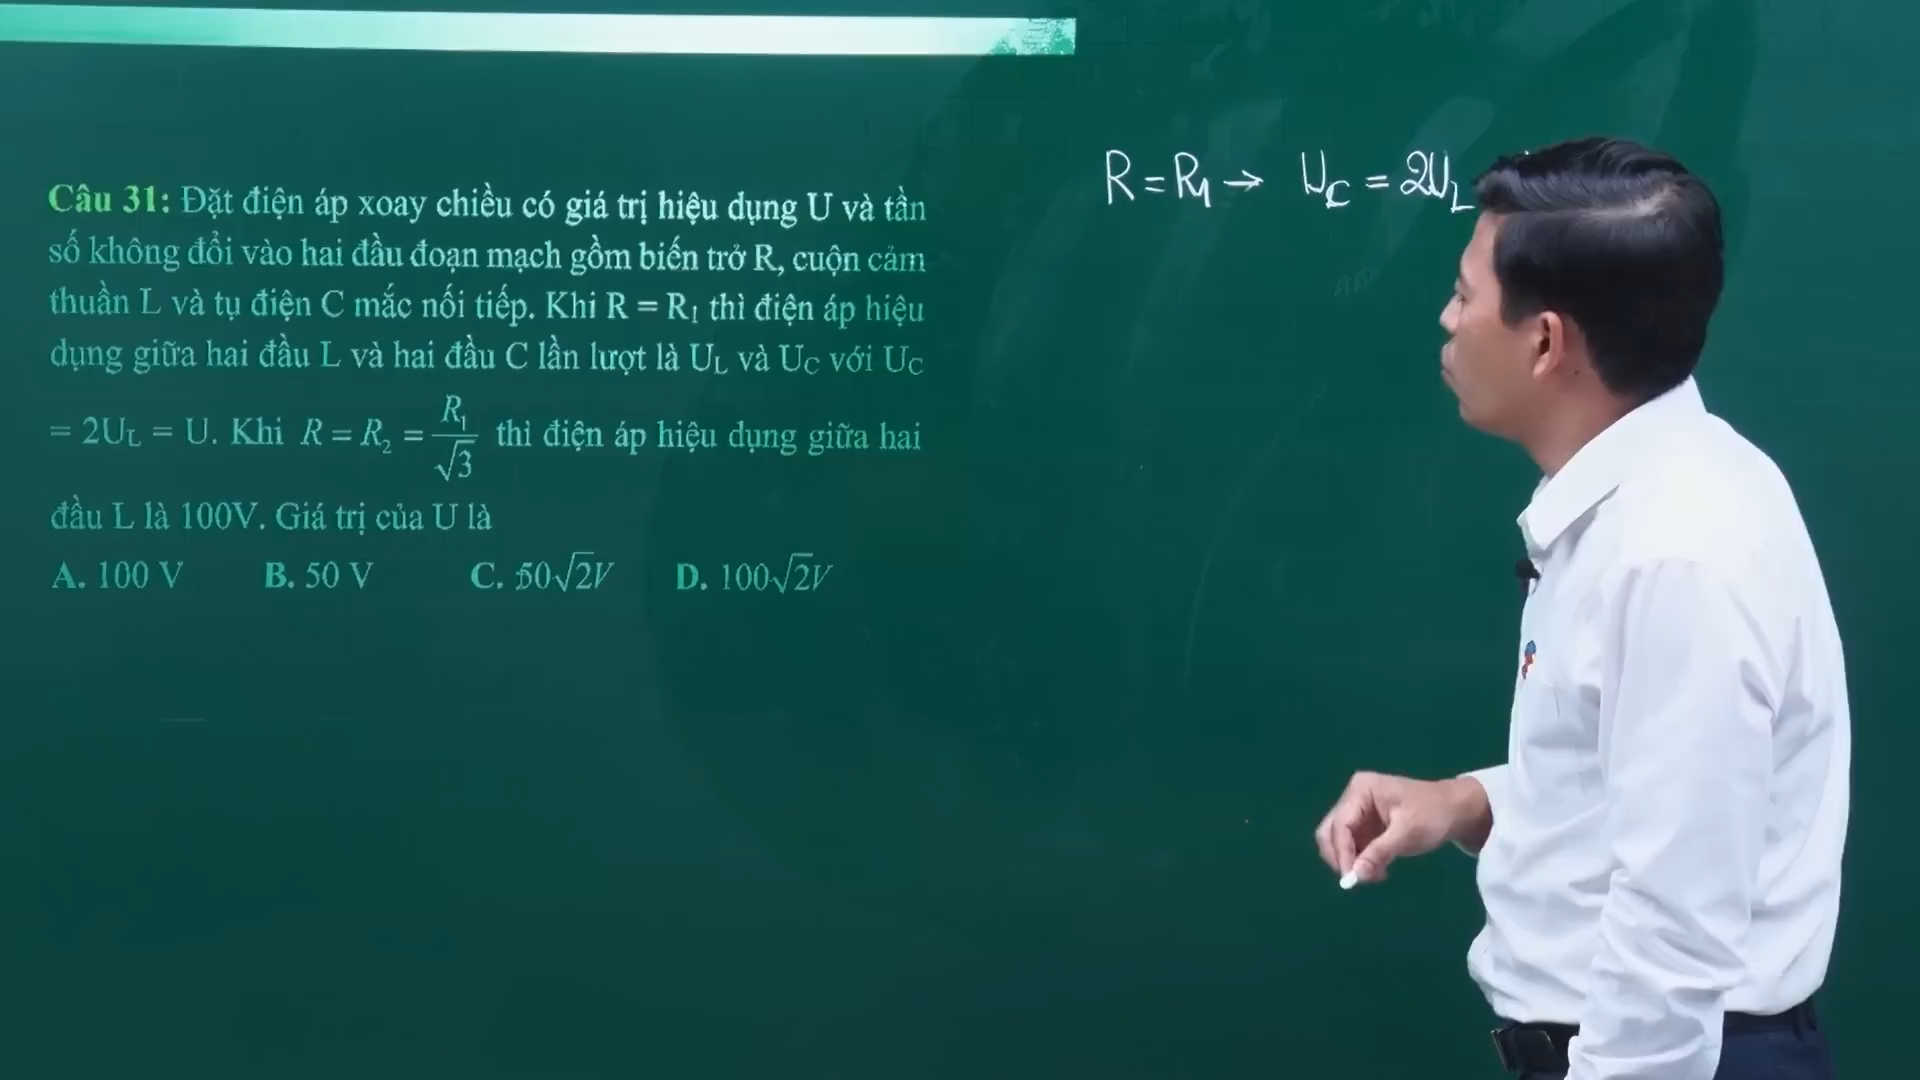 Câu 31: Đặt điện áp xoay chiều có giá trị hiệu dụng U và tần
số không đổi vào hai đầu đoạn mạch gồm biến trở R, cuộn cảm
thuần L và tụ điện C mắc nối tiếp. Khi R = R₁ thì điện áp hiệu
dụng giữa hai đầu L và hai đầu C lần lượt là U_L và U_C với U_C
= 2U_L = U. Khi R = R₂ = R₁/√3 thì điện áp hiệu dụng giữa hai
đầu L là 100V. Giá trị của U là
A. 100 V B. 50 V C. 50√2V D. 100√2V
R = R₁ → U_C = 2U_L